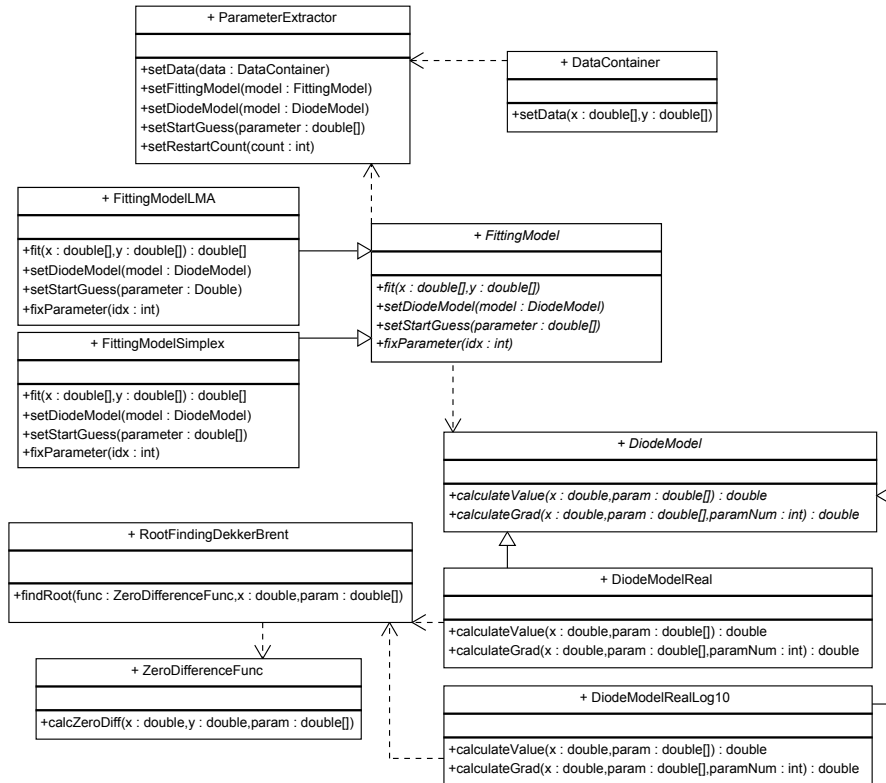 + ParameterExtractor
+setData(data : DataContainer)
+setFittingModel(model : FittingModel)
+setDiodeModel(model : DiodeModel)
+setStartGuess(parameter : double[])
+setRestartCount(count : int)
+ DataContainer
+setData(x : double[],y : double[])
+ FittingModelLMA
+fit(x : double[],y : double[]) : double[]
+setDiodeModel(model : DiodeModel)
+setStartGuess(parameter : Double)
+fixParameter(idx : int)
+ FittingModel
+fit(x : double[],y : double[])
+setDiodeModel(model : DiodeModel)
+setStartGuess(parameter : double[])
+fixParameter(idx : int)
+ FittingModelSimplex
+fit(x : double[],y : double[]) : double[]
+setDiodeModel(model : DiodeModel)
+setStartGuess(parameter : double[])
+fixParameter(idx : int)
+ DiodeModel
+calculateValue(x : double,param : double[]) : double
+calculateGrad(x : double,param : double[],paramNum : int) : double
+ RootFindingDekkerBrent
+findRoot(func : ZeroDifferenceFunc,x : double,param : double[])
+ DiodeModelReal
+calculateValue(x : double,param : double[]) : double
+calculateGrad(x : double,param : double[],paramNum : int) : double
+ ZeroDifferenceFunc
+calcZeroDiff(x : double,y : double,param : double[])
+ DiodeModelRealLog10
+calculateValue(x : double,param : double[]) : double
+calculateGrad(x : double,param : double[],paramNum : int) : double